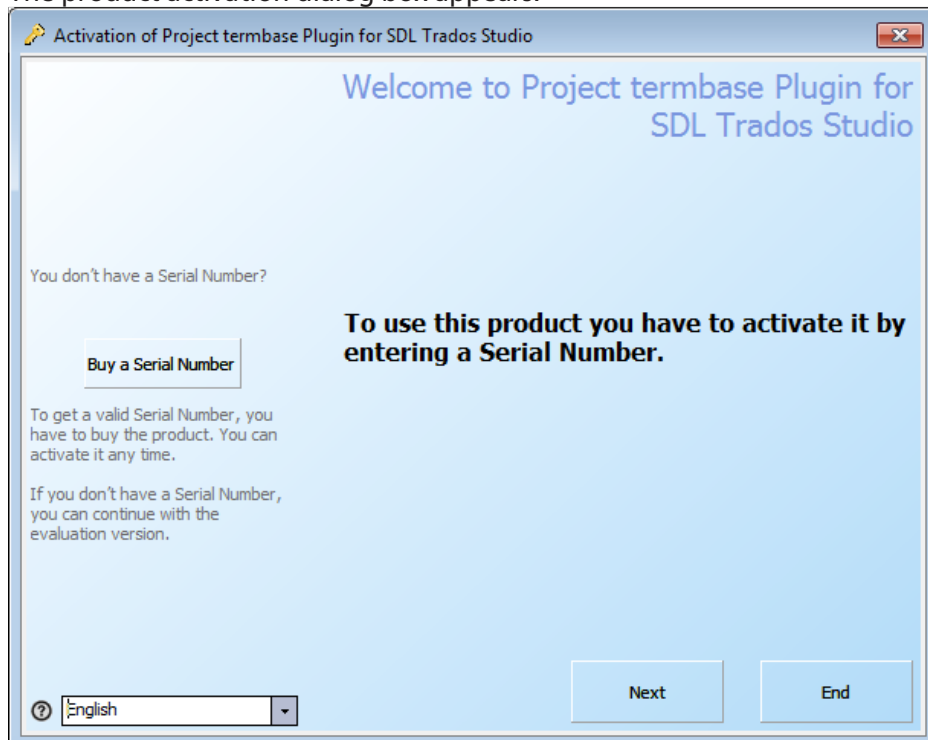 The product activation dialog box appears.
Activation of Project termbase Plugin for SDL Trados Studio
Welcome to Project termbase Plugin for
SDL Trados Studio
You don't have a Serial Number?
Buy a Serial Number
To get a valid Serial Number, you
have to buy the product. You can
activate it any time.
If you don't have a Serial Number,
you can continue with the
evaluation version.
To use this product you have to activate it by
entering a Serial Number.
English
Next
End